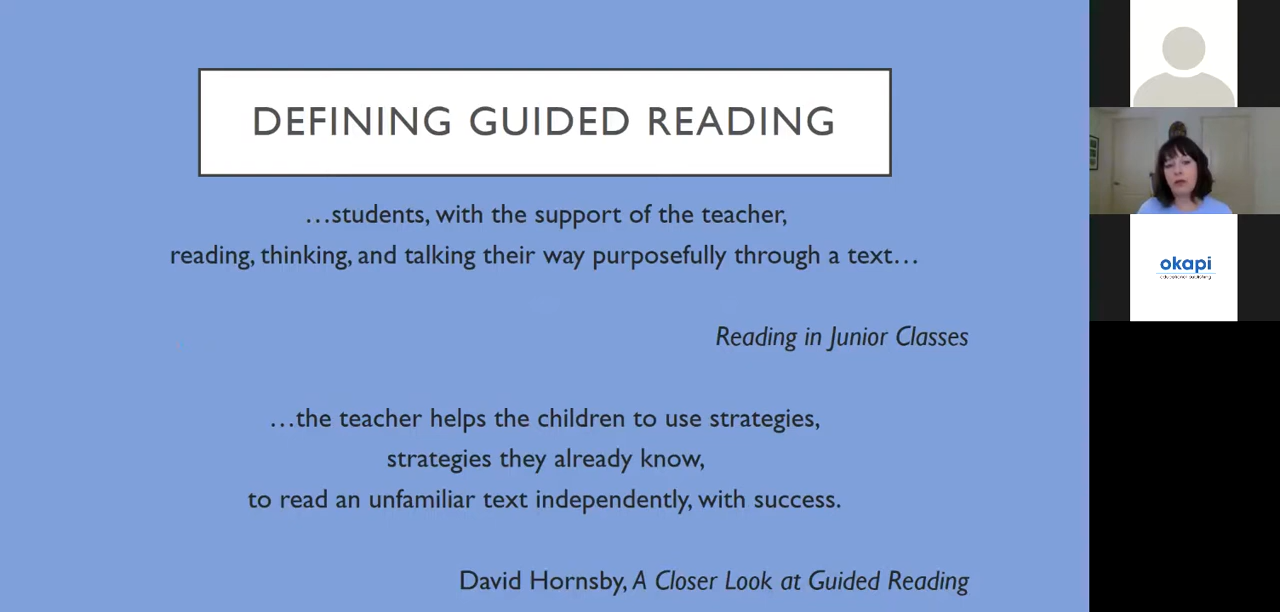 DEFINING GUIDED READING
…students, with the support of the teacher,
reading, thinking, and talking their way purposefully through a text…
Reading in Junior Classes
…the teacher helps the children to use strategies,
strategies they already know,
to read an unfamiliar text independently, with success.
David Hornsby, A Closer Look at Guided Reading
okapi
educational publishing